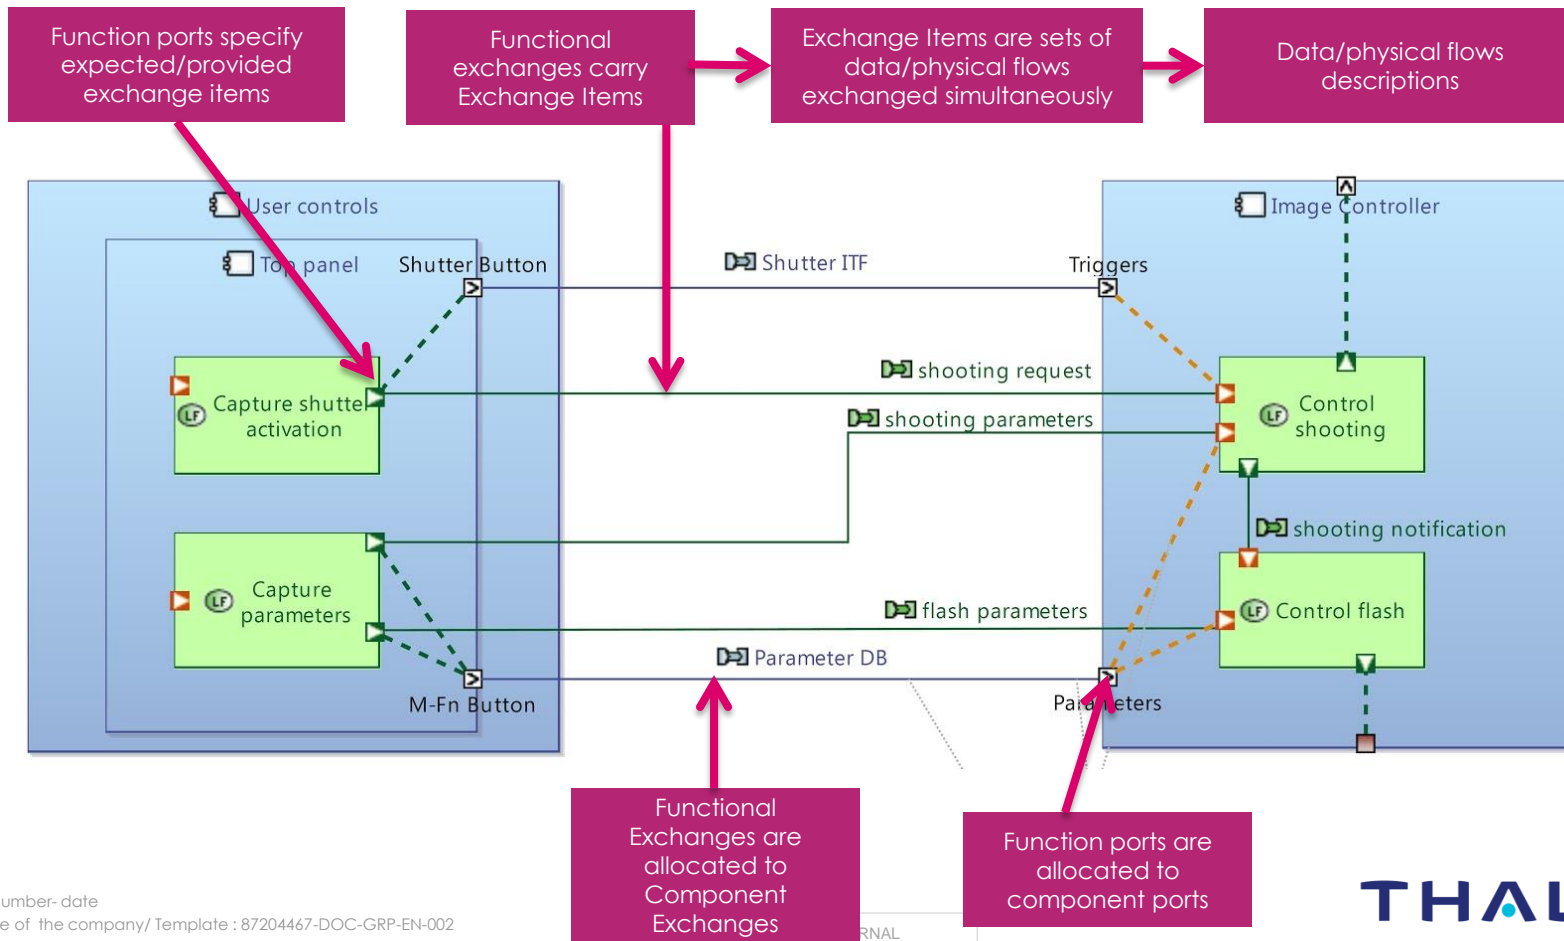 Function ports specify
expected/provided
exchange items
Functional
exchanges carry
Exchange Items
Exchange Items are sets of
data/physical flows
exchanged simultaneously
Data/physical flows
descriptions
User controls
Image Controller
Top panel
Shutter Button
Shutter ITF
Triggers
shooting request
Capture shutter
activation
LF
shooting parameters
LF
Control
shooting
shooting notification
LF
Capture
parameters
flash parameters
LF
Control flash
Parameter DB
M-Fn Button
Parameters
Functional
Exchanges are
allocated to
Component
Exchanges
Function ports are
allocated to
component ports
umber- date
e of the company/ Template : 87204467-DOC-GRP-EN-002
RNAL
THAL